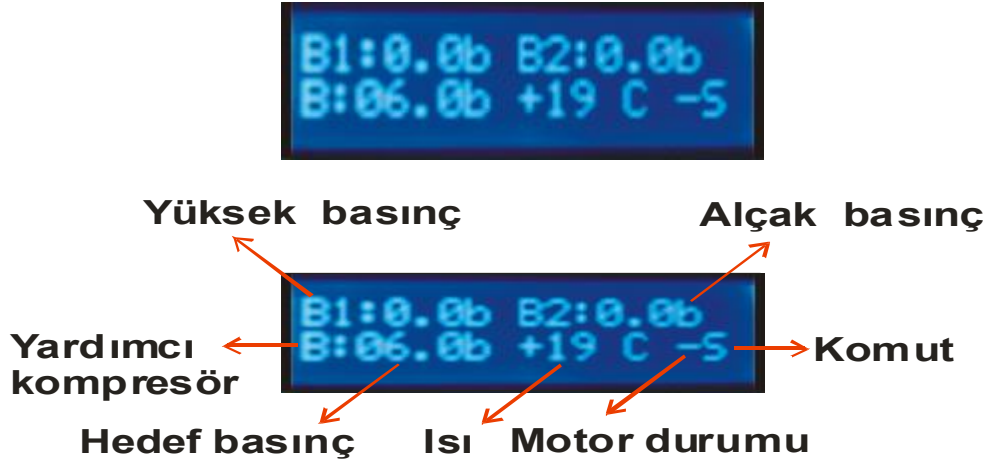 B1:0.0b B2:0.0b
B:06.0b +19 C -S
Yüksek basınç
Alçak basınç
B1:0.0b B2:0.0b
B:06.0b +19 C -S
Yardımcı
kompresör
Komut
Hedef basınç
Isı
Motor durumu